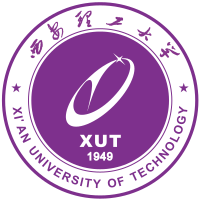 西安理工大学
XUT
1949
XI'AN UNIVERSITY OF TECHNOLOGY